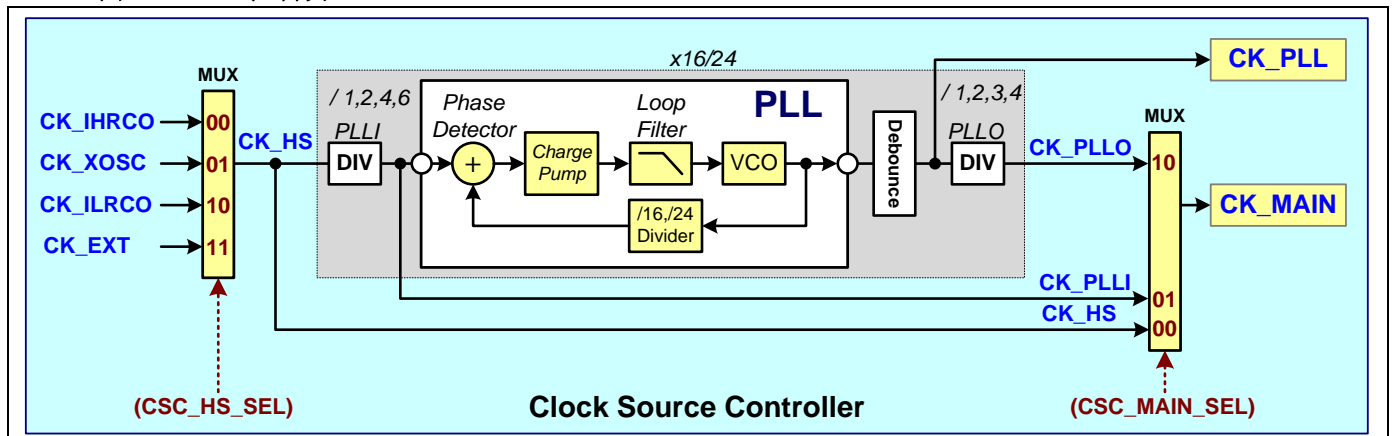 x16/24
CK_PLL
MUX
/ 1,2,4,6
PLLI
Phase
Detector
Loop
Filter
PLL
/ 1,2,3,4
PLLO
MUX
CK_IHRCO
00
CK_HS
DIV
+
Charge
Pump
VCO
Debounce
DIV
CK_PLLO
10
CK_XOSC
01
CK_ILRCO
10
/16,/24
Divider
CK_MAIN
CK_EXT
11
CK_PLLI
01
CK_HS
00
(CSC_HS_SEL)
Clock Source Controller
(CSC_MAIN_SEL)